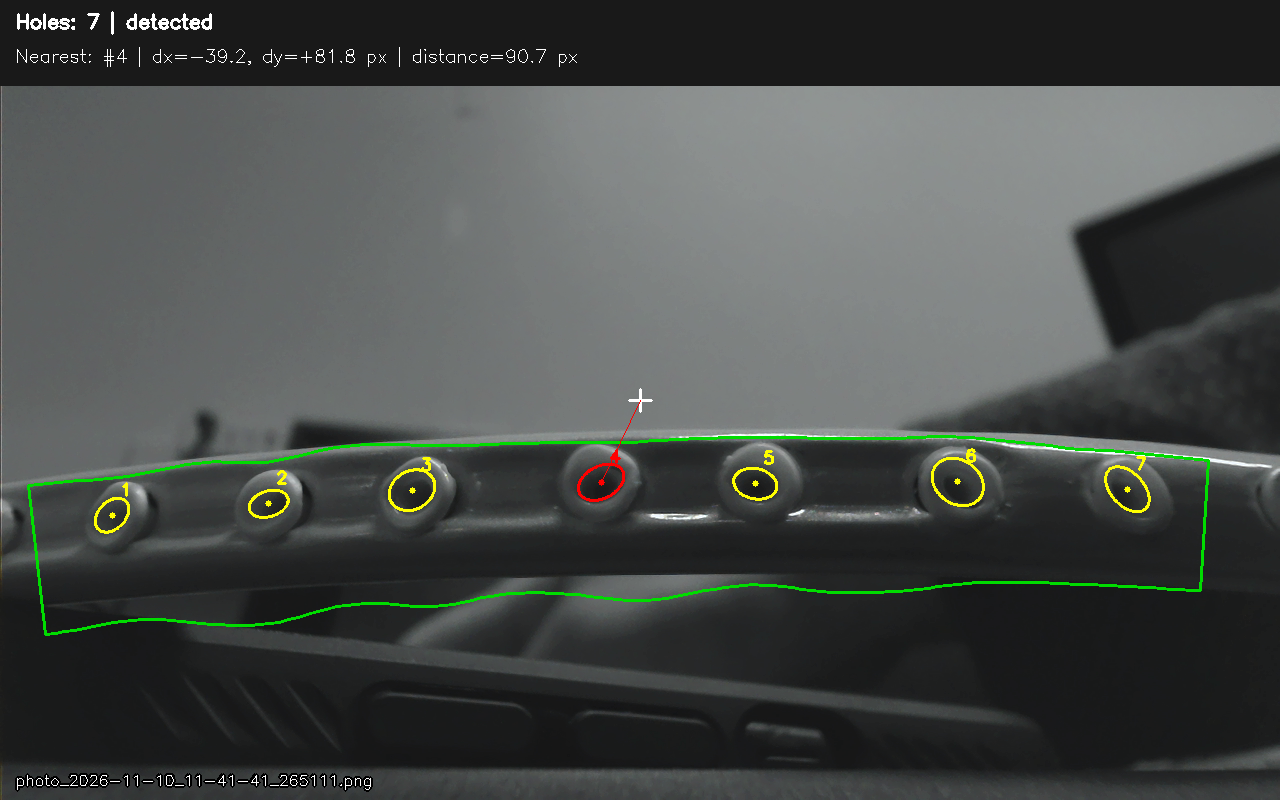 Holes: 7 | detected
Nearest: #4 | dx=-39.2, dy=+81.8 px | distance=90.7 px
1
2
3
4
5
6
7
photo_2026-11-10_11-41-41_265111.png